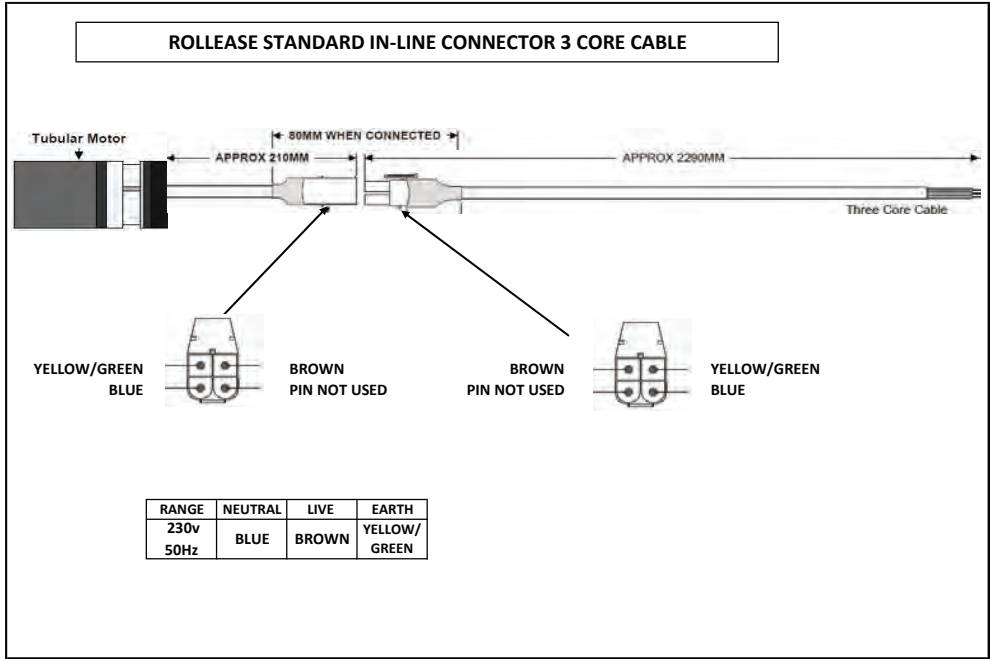 ROLLEASE STANDARD IN-LINE CONNECTOR 3 CORE CABLE
Tubular Motor
80MM WHEN CONNECTED
APPROX 210MM
APPROX 2290MM
Three Core Cable
YELLOW/GREEN
BLUE
BROWN
PIN NOT USED
BROWN
PIN NOT USED
YELLOW/GREEN
BLUE
RANGE NEUTRAL LIVE EARTH
230v
50Hz
BLUE BROWN
YELLOW/
GREEN